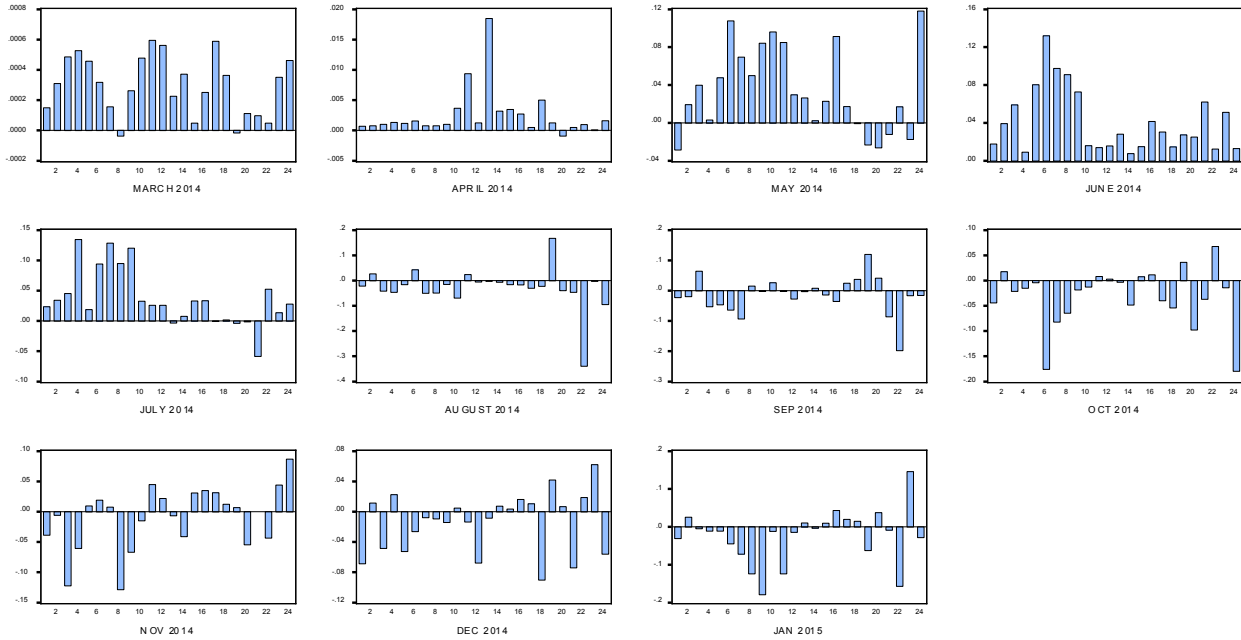 .0008
.0006
.0004
.0002
.0000
-.0002
2 4 6 8 10 12 14 16 18 20 22 24
MARCH 2014
.020
.015
.010
.005
.000
-.005
2 4 6 8 10 12 14 16 18 20 22 24
APRIL 2014
.12
.08
.04
.00
-.04
2 4 6 8 10 12 14 16 18 20 22 24
MAY 2014
.16
.12
.08
.04
.00
2 4 6 8 10 12 14 16 18 20 22 24
JUNE 2014
.15
.10
.05
.00
-.05
-.10
2 4 6 8 10 12 14 16 18 20 22 24
JULY 2014
.2
.1
.0
-.1
-.2
-.3
-.4
2 4 6 8 10 12 14 16 18 20 22 24
AUGUST 2014
.2
.1
.0
-.1
-.2
-.3
2 4 6 8 10 12 14 16 18 20 22 24
SEP 2014
.10
.05
.00
-.05
-.10
-.15
-.20
2 4 6 8 10 12 14 16 18 20 22 24
OCT 2014
.10
.05
.00
-.05
-.10
-.15
2 4 6 8 10 12 14 16 18 20 22 24
NOV 2014
.08
.04
.00
-.04
-.08
-.12
2 4 6 8 10 12 14 16 18 20 22 24
DEC 2014
.2
.1
.0
-.1
-.2
2 4 6 8 10 12 14 16 18 20 22 24
JAN 2015